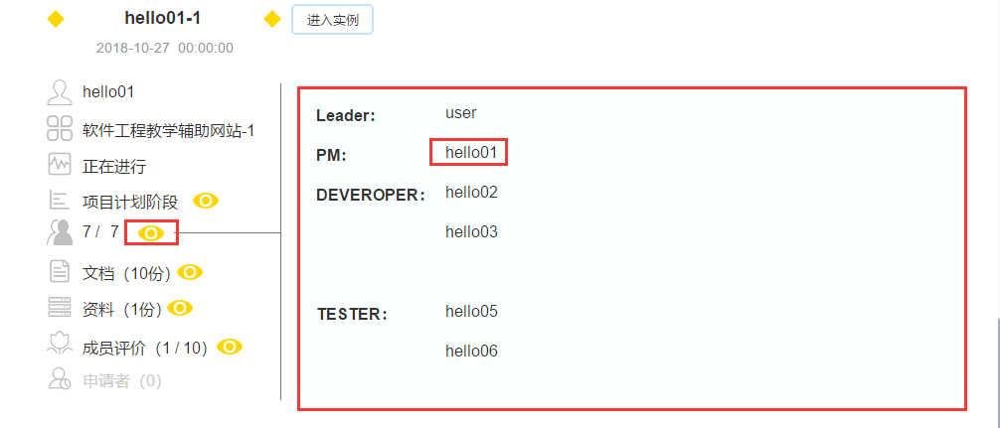 hello01-1
进入实例
2018-10-27 00:00:00
hello01
软件工程教学辅助网站-1
正在进行
项目计划阶段
7 / 7
文档（10份）
资料（1份）
成员评价（1 / 10）
申请者（0）
Leader: user
PM: hello01
DEVEROPER: hello02
hello03
TESTER: hello05
hello06